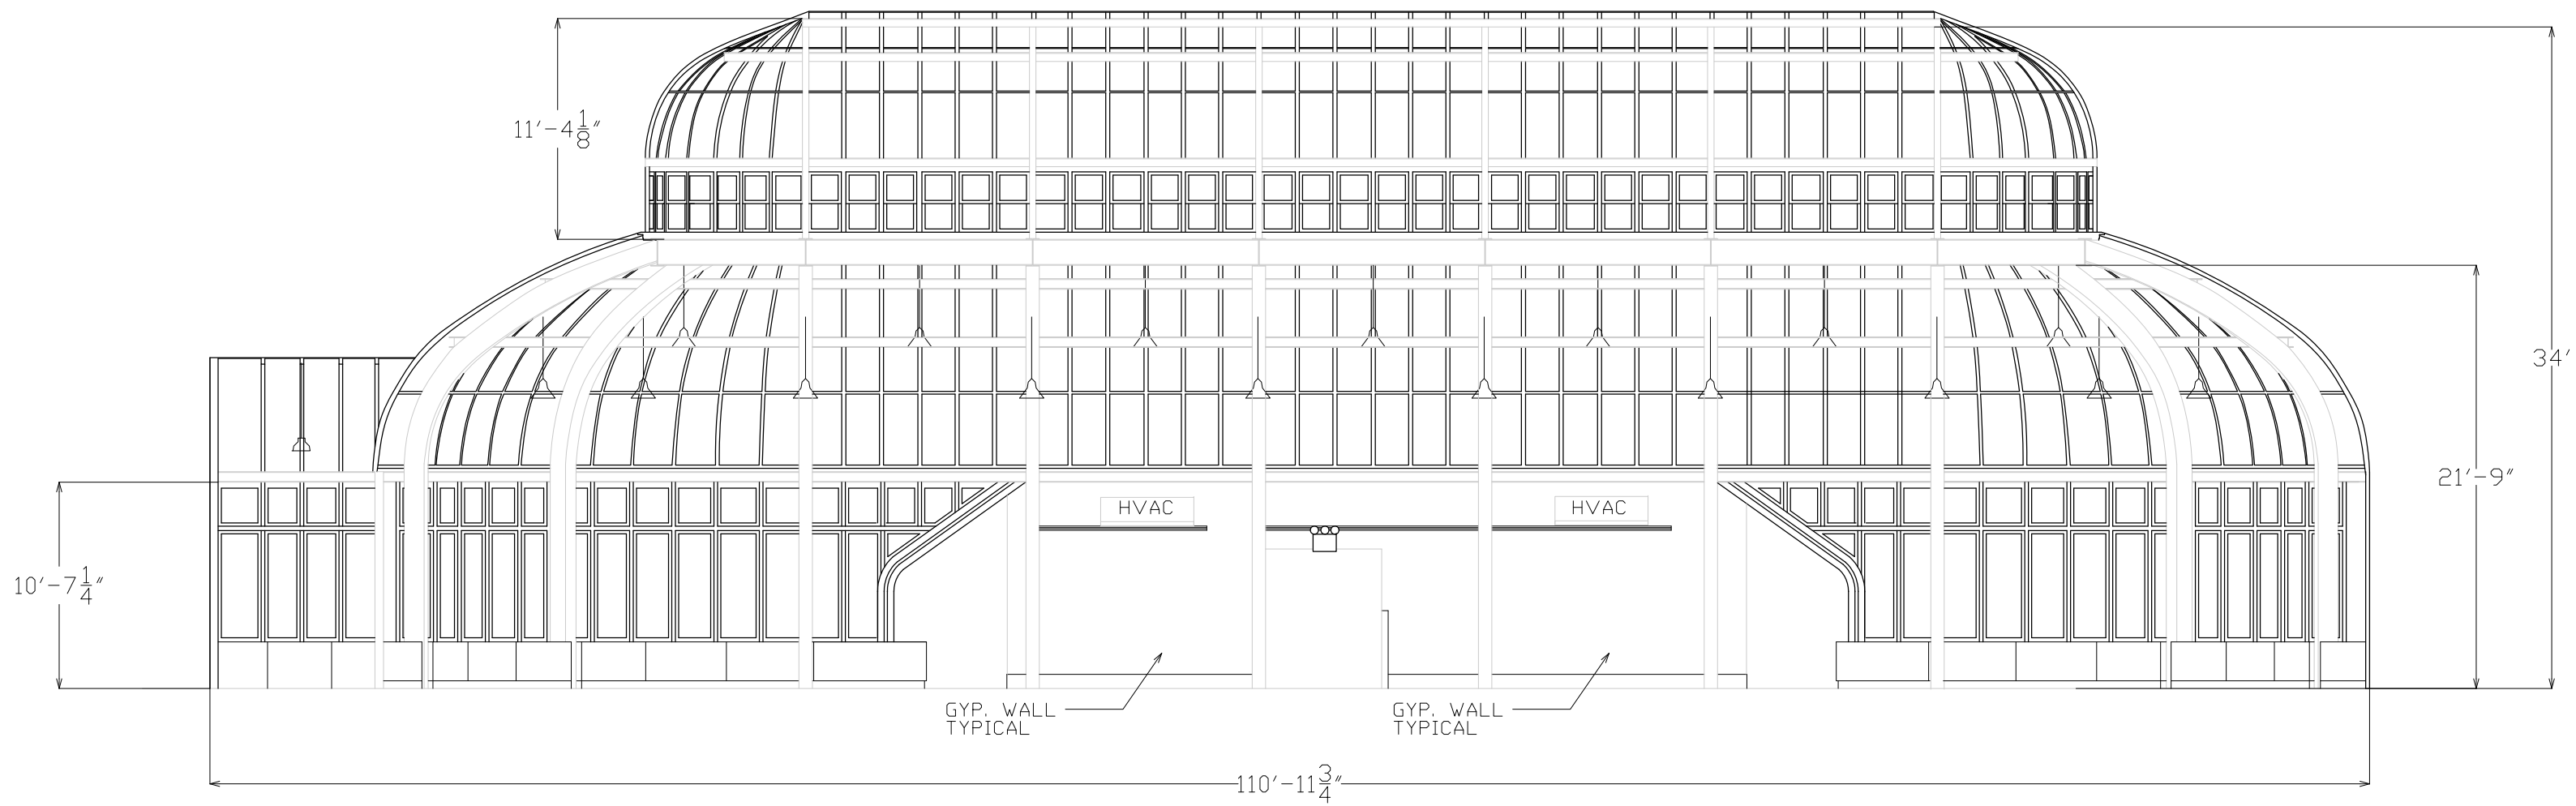 11'-4 1/8"
34'
21'-9"
HVAC
HVAC
10'-7 1/4"
GYP. WALL
TYPICAL
GYP. WALL
TYPICAL
110'-11 3/4"